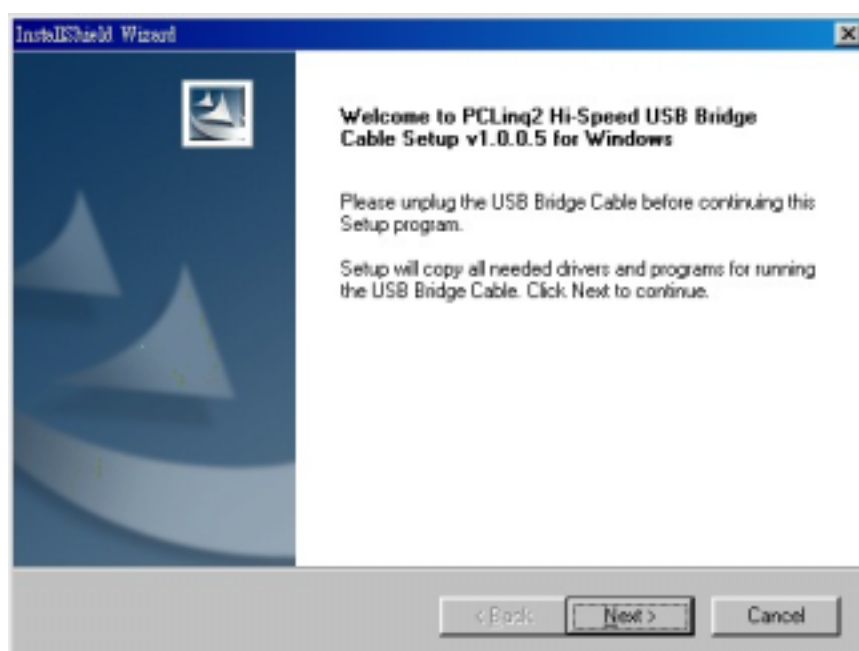 InstallShield Wizard
Welcome to PCLinq2 Hi-Speed USB Bridge
Cable Setup v1.0.0.5 for Windows
Please unplug the USB Bridge Cable before continuing this
Setup program.
Setup will copy all needed drivers and programs for running
the USB Bridge Cable. Click Next to continue.
< Back
Next >
Cancel